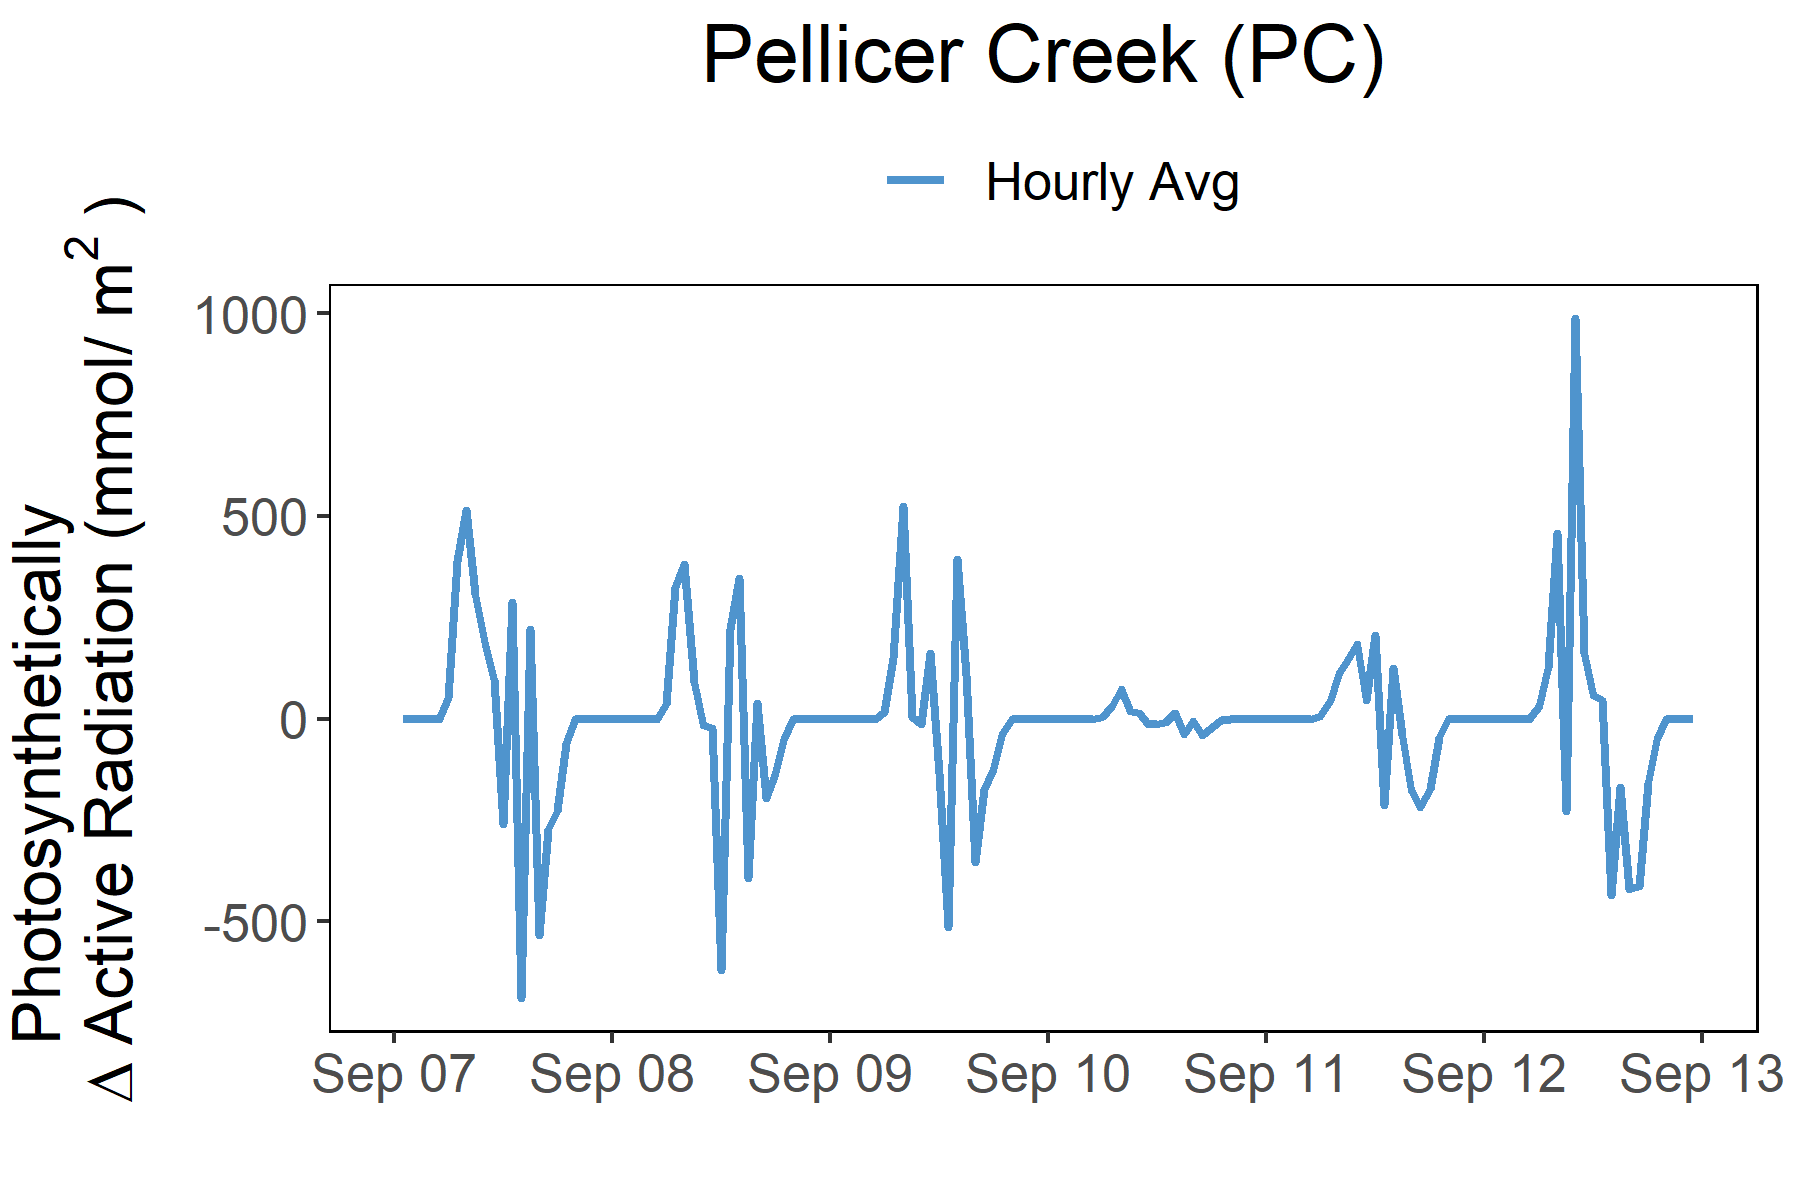 Pellicer Creek (PC)
Hourly Avg
Photosynthetically
Δ Active Radiation (mmol/ m² )
1000
500
0
-500
Sep 07 Sep 08 Sep 09 Sep 10 Sep 11 Sep 12 Sep 13